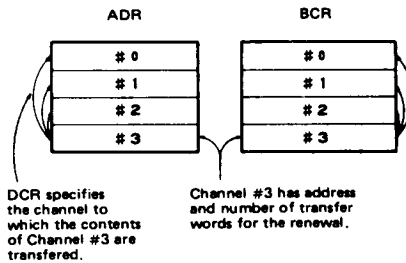 ADR
BCR
# 0
# 1
# 2
# 3
# 0
# 1
# 2
# 3
DCR specifies
the channel to
which the contents
of Channel #3 are
transfered.
Channel #3 has address
and number of transfer
words for the renewal.